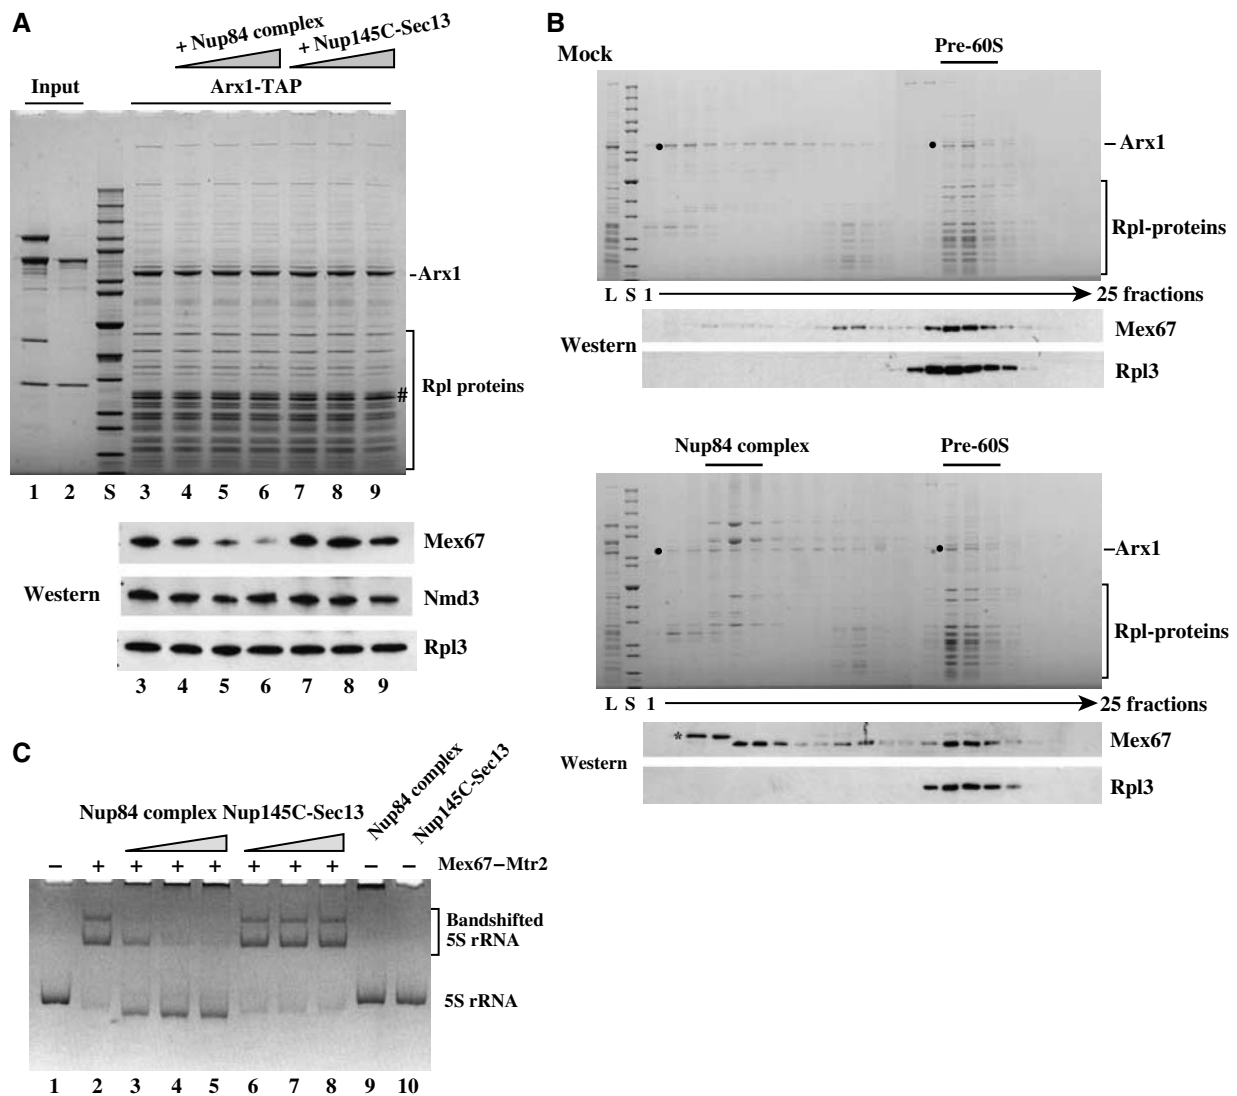 A
+ Nup84 complex
+ Nup145C-Sec13
Input
Arx1-TAP
-Arx1
Rpl proteins
#
1 2 S 3 4 5 6 7 8 9
Mex67
Western
Nmd3
Rpl3
3 4 5 6 7 8 9
B
Mock
Pre-60S
Arx1
Rpl-proteins
L S 1
25 fractions
Mex67
Western
Rpl3
Nup84 complex
Pre-60S
Arx1
Rpl-proteins
L S 1
25 fractions
*
Mex67
Western
Rpl3
C
Nup84 complex
Nup145C-Sec13
Nup84 complex
Nup145C-Sec13
– + + + + + + + – –
Mex67–Mtr2
Bandshifted
5S rRNA
5S rRNA
1 2 3 4 5 6 7 8 9 10